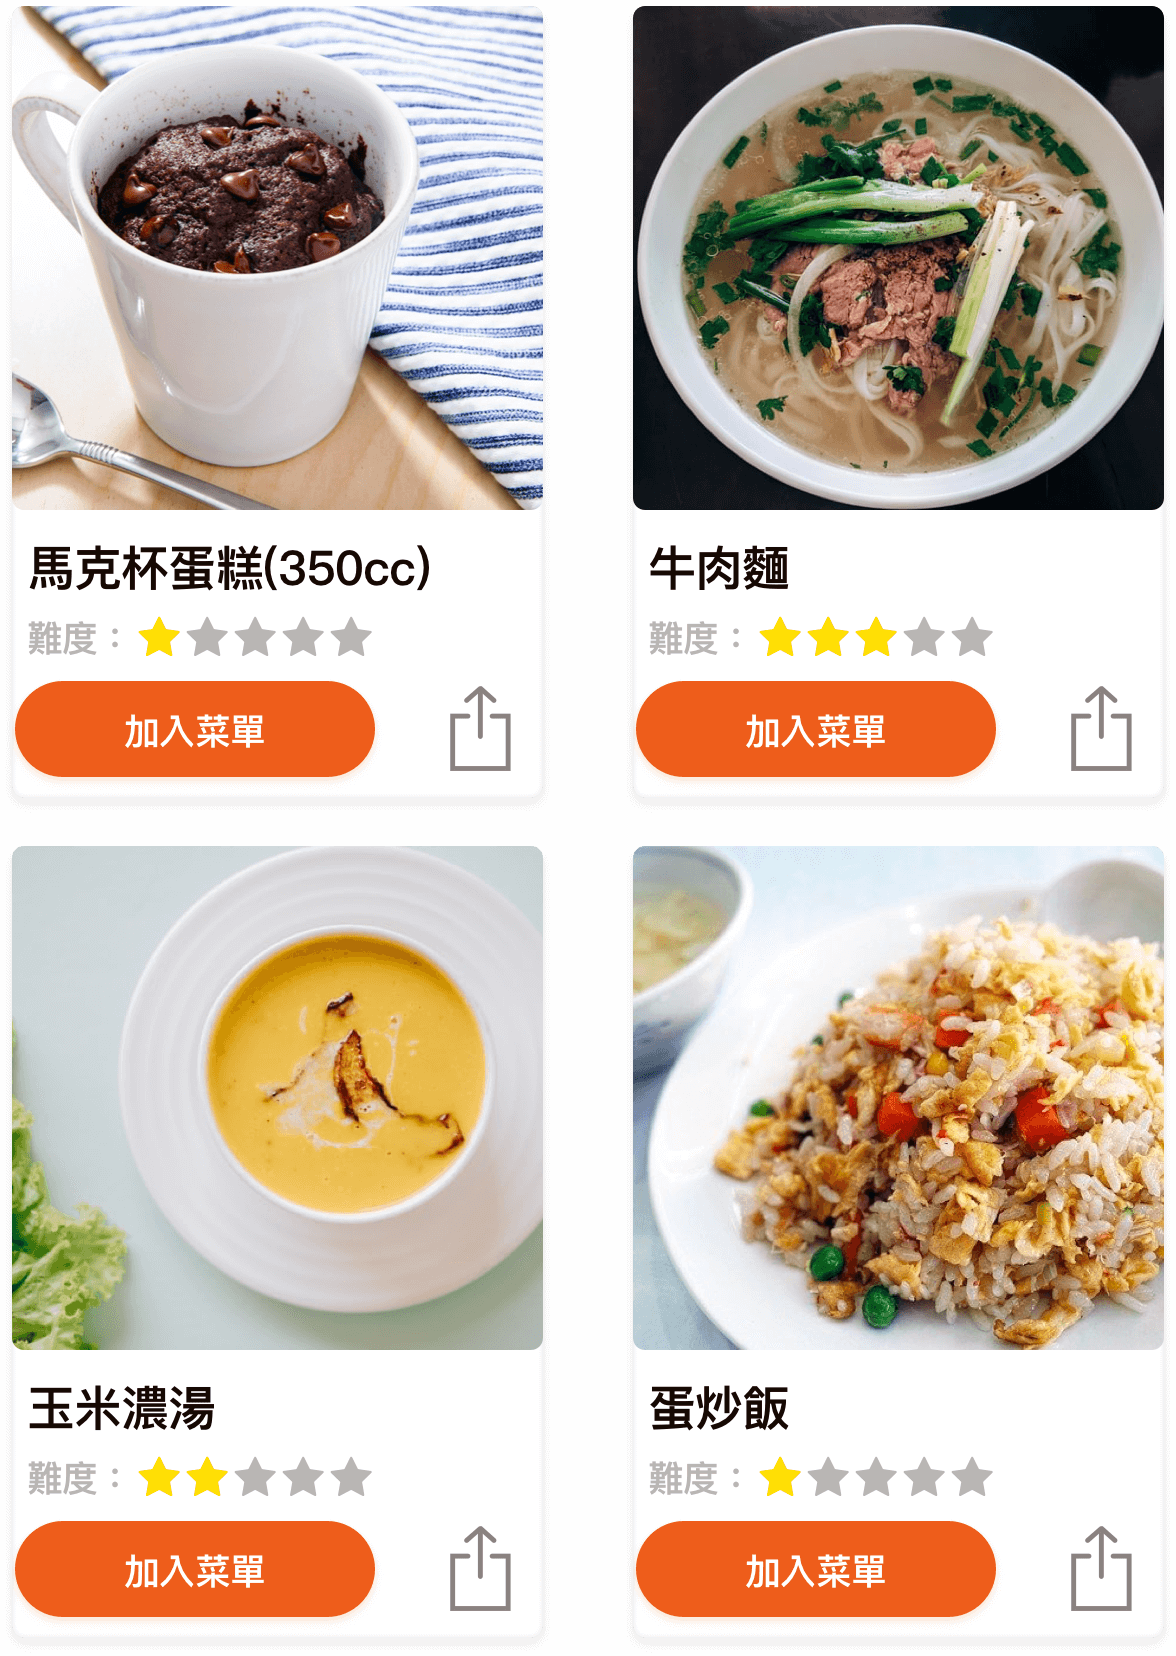 馬克杯蛋糕(350cc)
難度：
加入菜單
牛肉麵
難度：
加入菜單
玉米濃湯
難度：
加入菜單
蛋炒飯
難度：
加入菜單